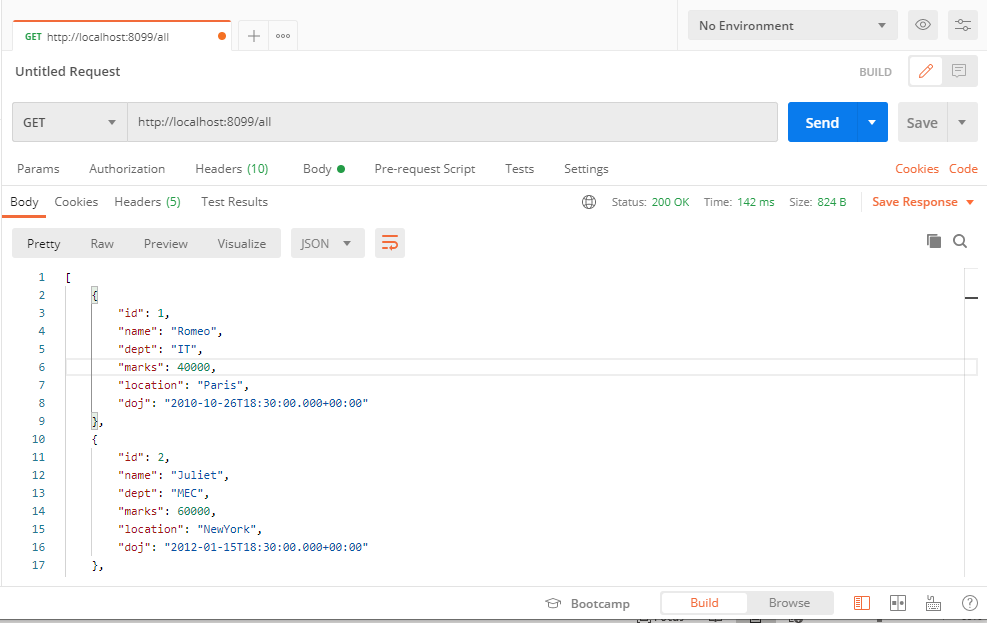 GET http://localhost:8099/all
No Environment
Untitled Request
BUILD
GET http://localhost:8099/all Send Save
Params Authorization Headers (10) Body Pre-request Script Tests Settings Cookies Code
Body Cookies Headers (5) Test Results Status: 200 OK Time: 142 ms Size: 824 B Save Response
Pretty Raw Preview Visualize JSON
1 [
2 {
3 "id": 1,
4 "name": "Romeo",
5 "dept": "IT",
6 "marks": 40000,
7 "location": "Paris",
8 "doj": "2010-10-26T18:30:00.000+00:00"
9 },
10 {
11 "id": 2,
12 "name": "Juliet",
13 "dept": "MEC",
14 "marks": 60000,
15 "location": "NewYork",
16 "doj": "2012-01-15T18:30:00.000+00:00"
17 },
Bootcamp Build Browse